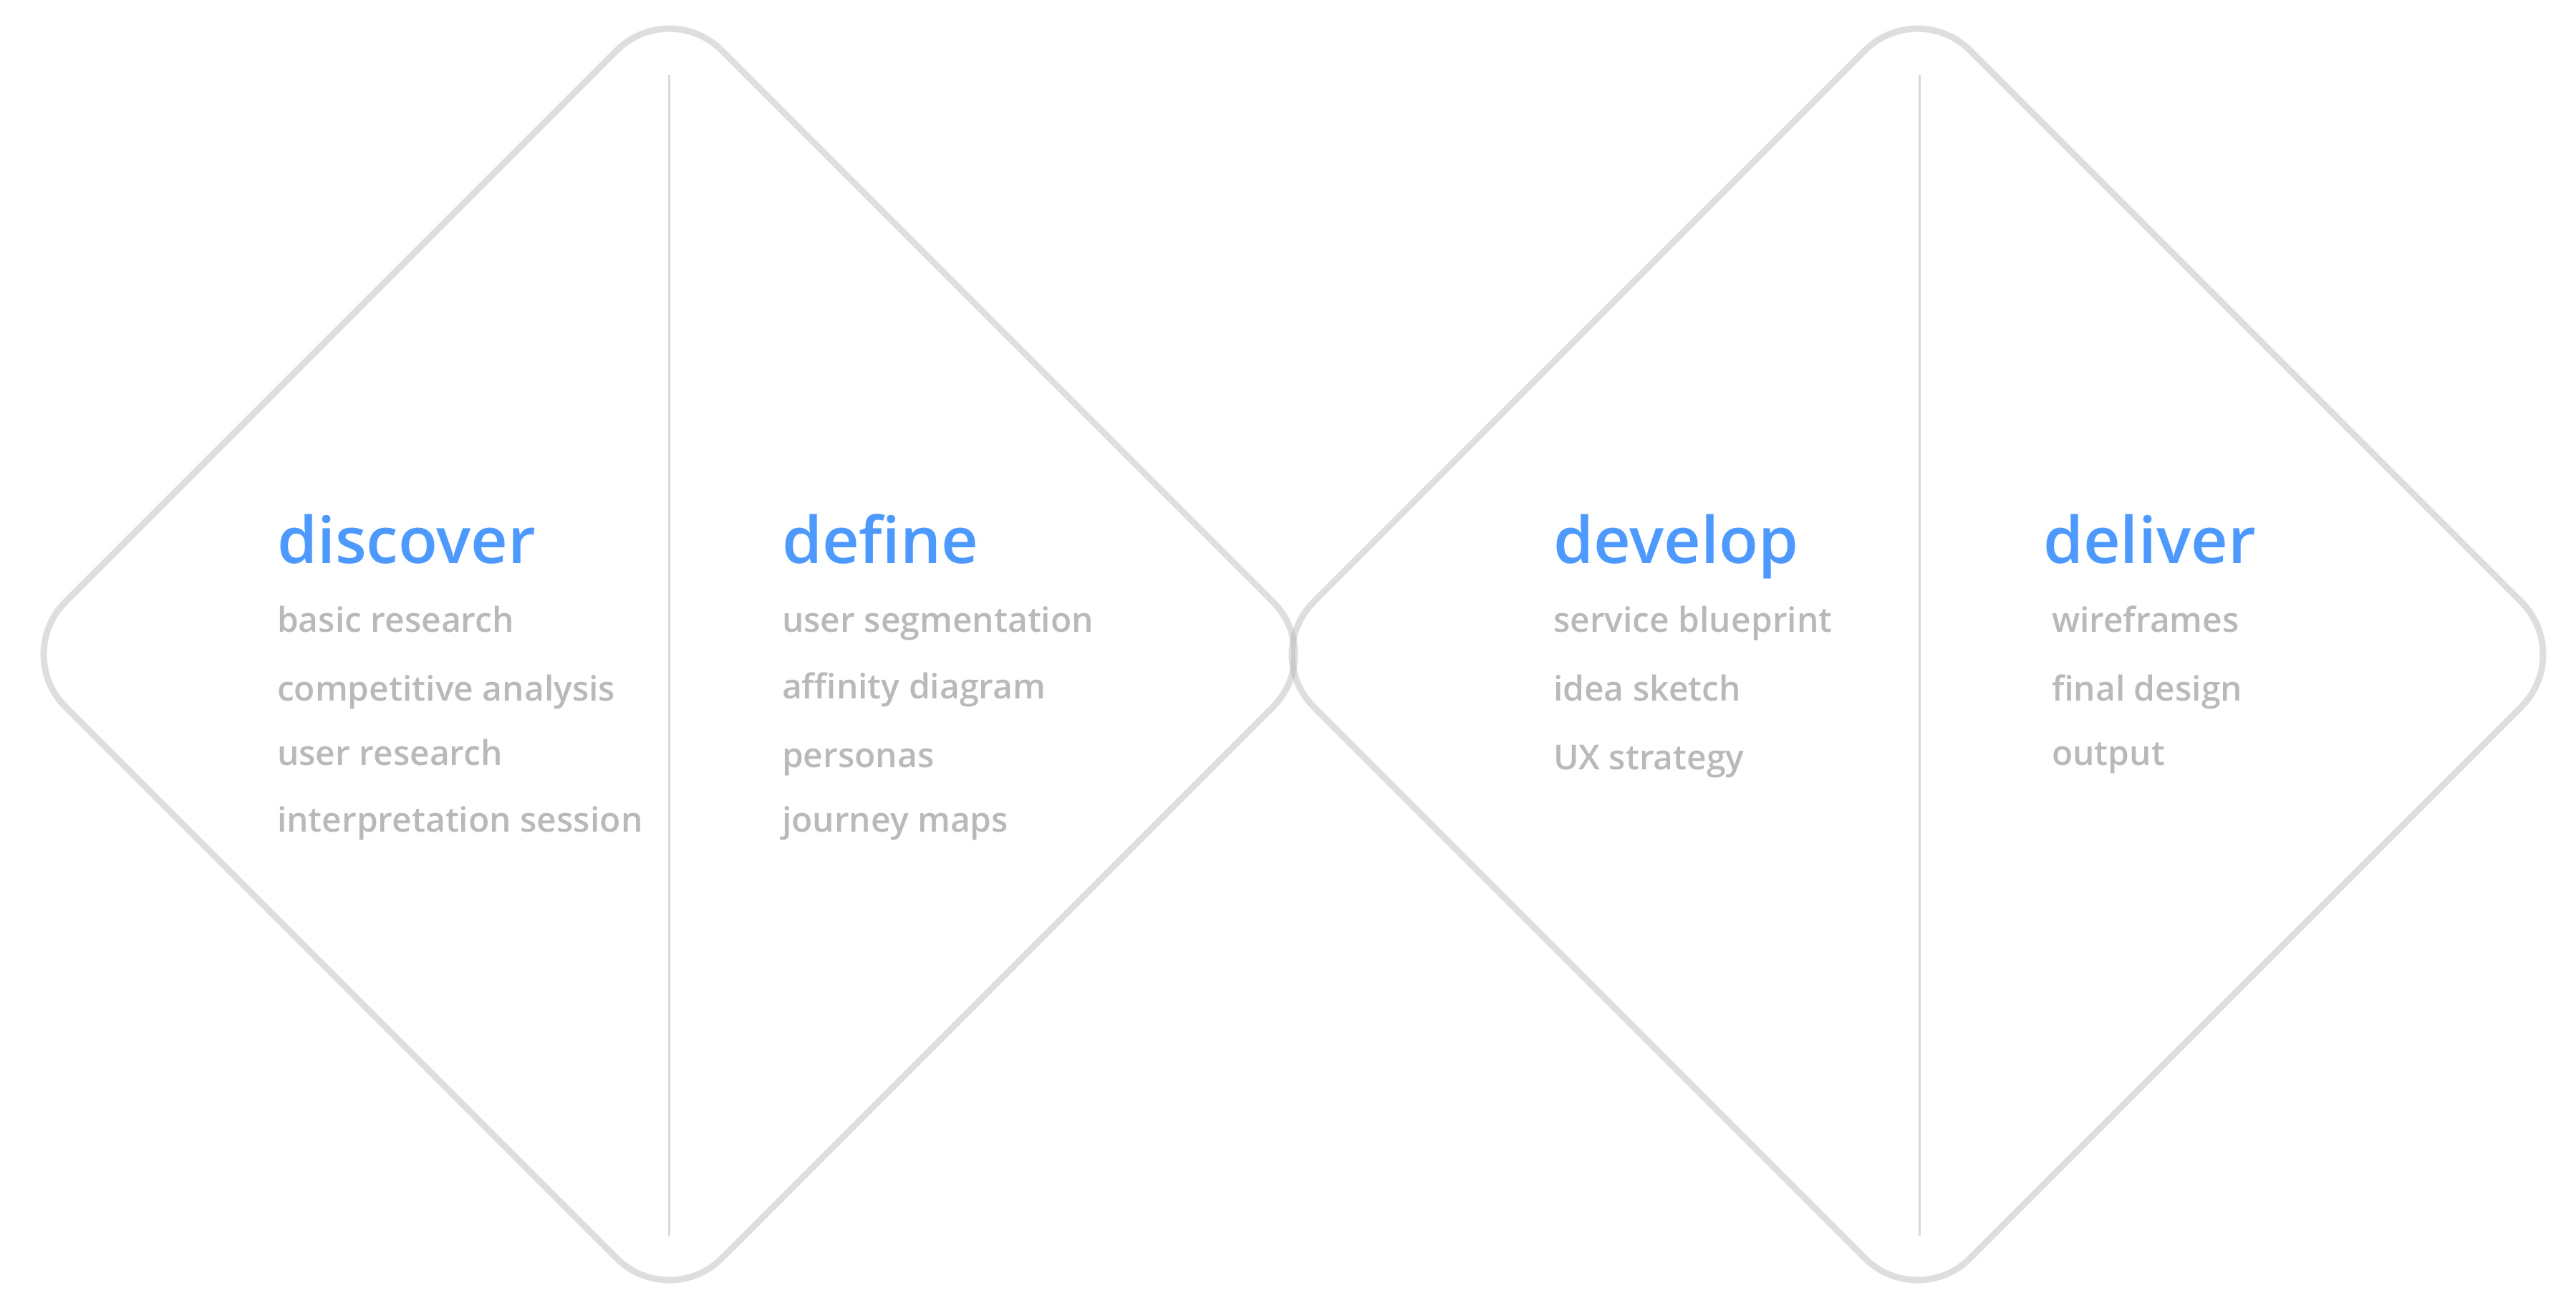 discover
basic research
competitive analysis
user research
interpretation session
define
user segmentation
affinity diagram
personas
journey maps
develop
service blueprint
idea sketch
UX strategy
deliver
wireframes
final design
output